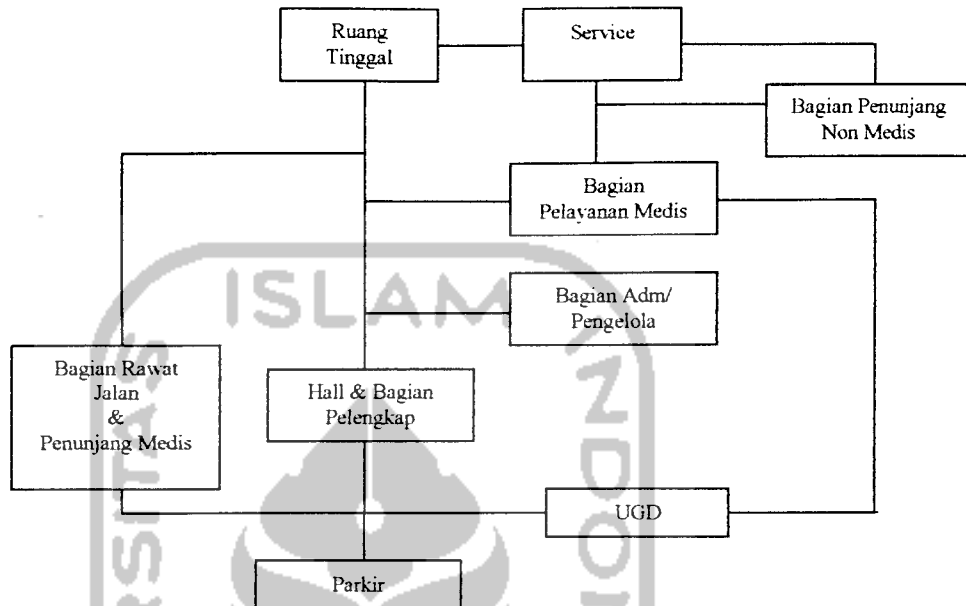 Ruang
Tinggal
Service
Bagian Penunjang
Non Medis
Bagian
Pelayanan Medis
ISLAM
Bagian Adm/
Pengelola
Bagian Rawat
Jalan
&
Penunjang Medis
Hall & Bagian
Pelengkap
UGD
Parkir